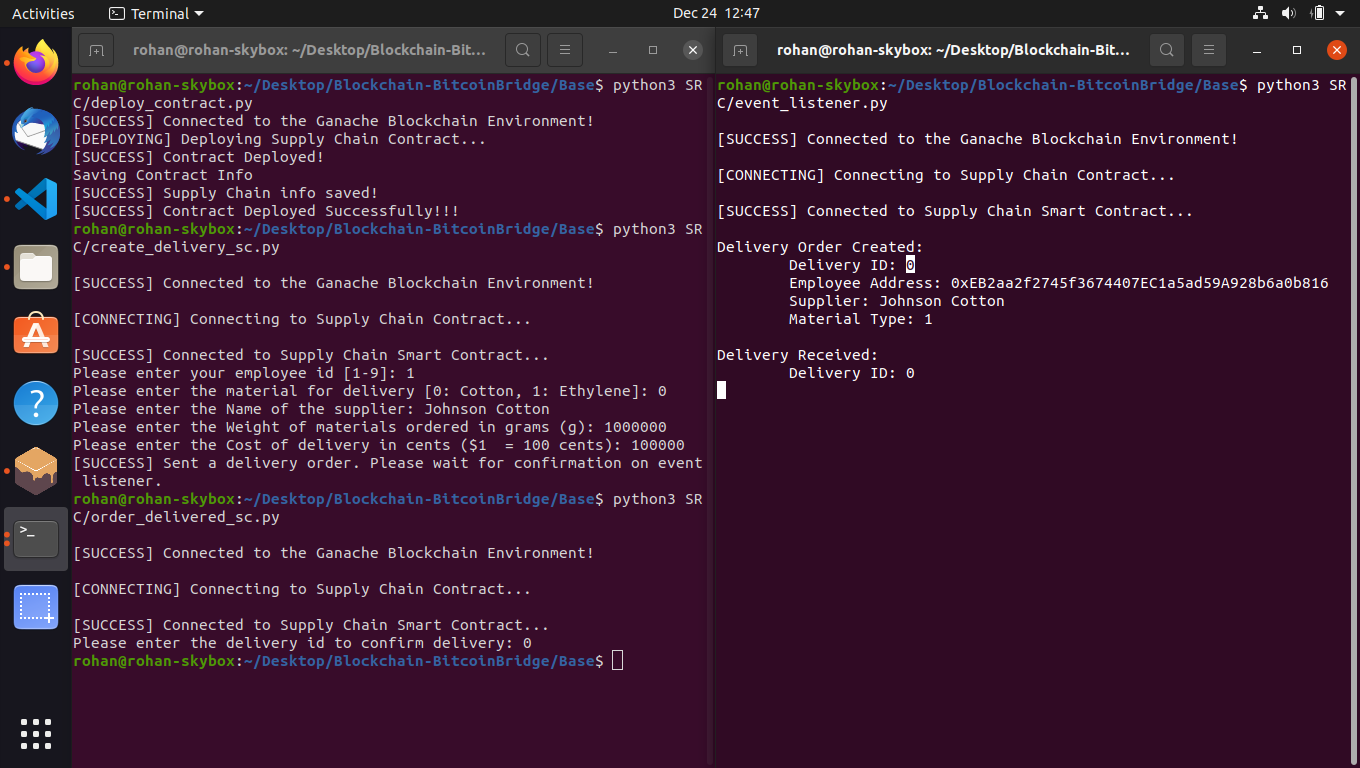 Activities
Terminal
Dec 24 12:47
rohan@rohan-skybox: ~/Desktop/Blockchain-Bit...
rohan@rohan-skybox:~/Desktop/Blockchain-BitcoinBridge/Base$ python3 SR
C/deploy_contract.py
[SUCCESS] Connected to the Ganache Blockchain Environment!
[DEPLOYING] Deploying Supply Chain Contract...
[SUCCESS] Contract Deployed!
Saving Contract Info
[SUCCESS] Supply Chain info saved!
[SUCCESS] Contract Deployed Successfully!!!
rohan@rohan-skybox:~/Desktop/Blockchain-BitcoinBridge/Base$ python3 SR
C/create_delivery_sc.py
[SUCCESS] Connected to the Ganache Blockchain Environment!
[CONNECTING] Connecting to Supply Chain Contract...
[SUCCESS] Connected to Supply Chain Smart Contract...
Please enter your employee id [1-9]: 1
Please enter the material for delivery [0: Cotton, 1: Ethylene]: 0
Please enter the Name of the supplier: Johnson Cotton
Please enter the Weight of materials ordered in grams (g): 1000000
Please enter the Cost of delivery in cents ($1  = 100 cents): 100000
[SUCCESS] Sent a delivery order. Please wait for confirmation on event
 listener.
rohan@rohan-skybox:~/Desktop/Blockchain-BitcoinBridge/Base$ python3 SR
C/order_delivered_sc.py
[SUCCESS] Connected to the Ganache Blockchain Environment!
[CONNECTING] Connecting to Supply Chain Contract...
[SUCCESS] Connected to Supply Chain Smart Contract...
Please enter the delivery id to confirm delivery: 0
rohan@rohan-skybox:~/Desktop/Blockchain-BitcoinBridge/Base$
rohan@rohan-skybox: ~/Desktop/Blockchain-Bit...
rohan@rohan-skybox:~/Desktop/Blockchain-BitcoinBridge/Base$ python3 SR
C/event_listener.py
[SUCCESS] Connected to the Ganache Blockchain Environment!
[CONNECTING] Connecting to Supply Chain Contract...
[SUCCESS] Connected to Supply Chain Smart Contract...
Delivery Order Created:
Delivery ID: 0
Employee Address: 0xEB2aa2f2745f3674407EC1a5ad59A928b6a0b816
Supplier: Johnson Cotton
Material Type: 1
Delivery Received:
Delivery ID: 0